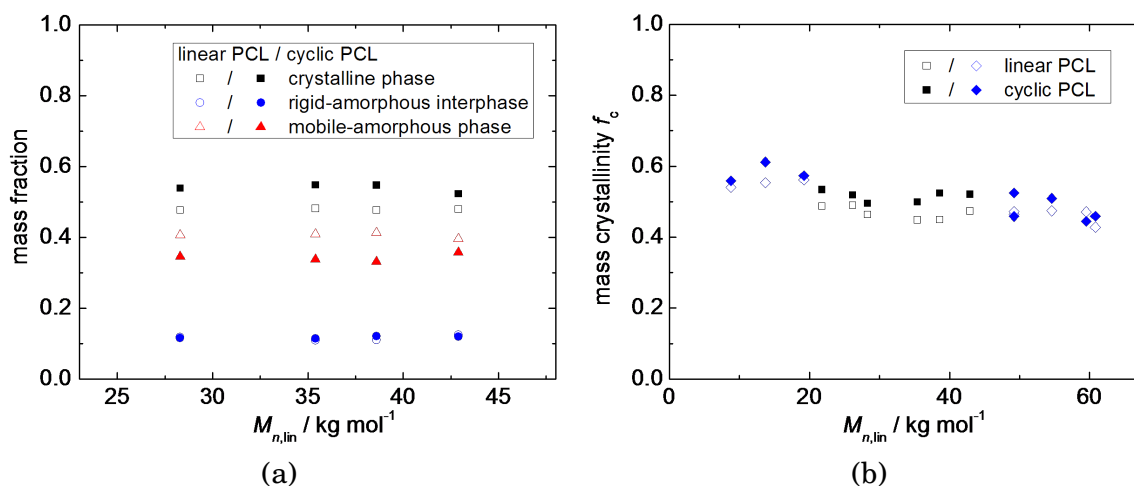 1.0
0.8
0.6
0.4
0.2
0.0
mass fraction
linear PCL / cyclic PCL
/ crystalline phase
/ rigid-amorphous interphase
/ mobile-amorphous phase
25 30 35 40 45
Mn,lin / kg mol⁻¹
(a)
1.0
0.8
0.6
0.4
0.2
0.0
mass crystallinity fc
/ linear PCL
/ cyclic PCL
0 20 40 60
Mn,lin / kg mol⁻¹
(b)